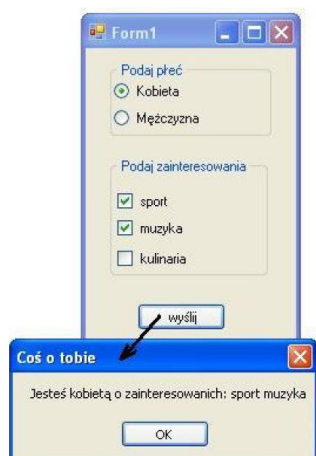 Form1
Podaj płeć
Kobieta
Mężczyzna
Podaj zainteresowania
sport
muzyka
kulinaria
wyślij
Coś o tobie
Jesteś kobietą o zainteresowanich: sport muzyka
OK